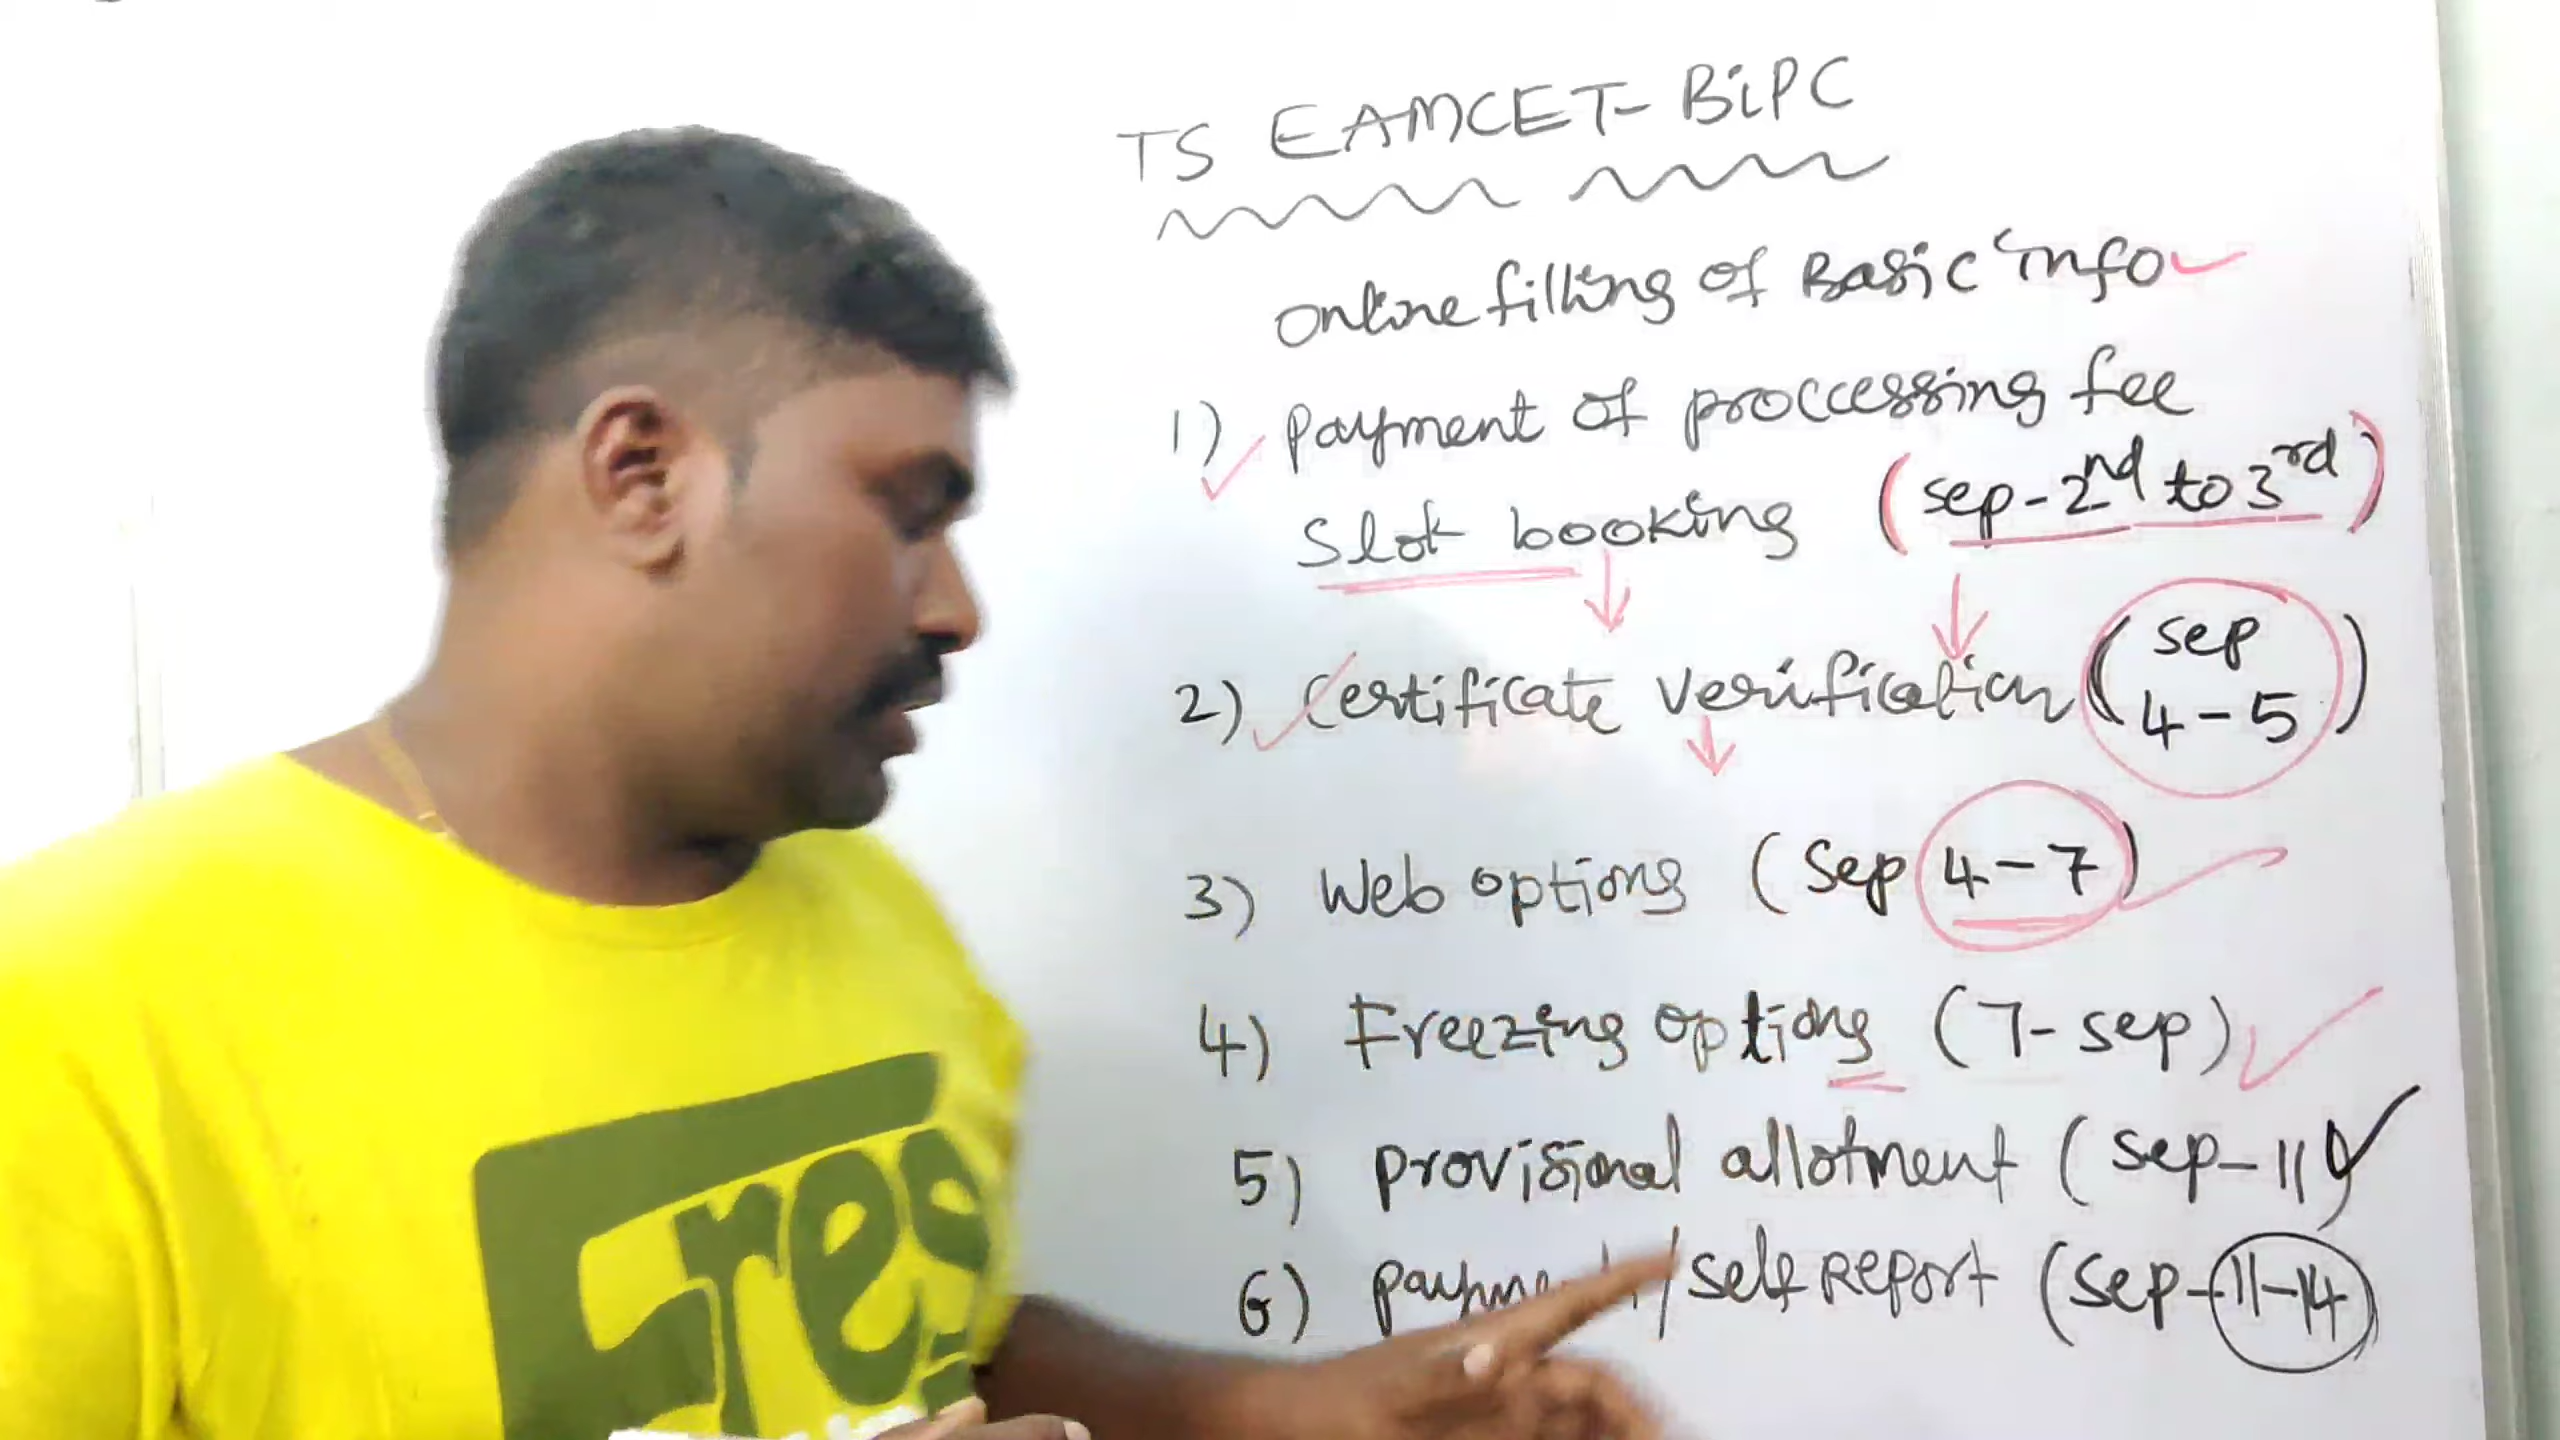 TS EAMCET-BiPC
online filling of Basic info
1) payment of proccessing fee
slot booking (sep-2nd to 3rd)
2) certificate verification (sep 4-5)
3) Web options (sep 4-7)
4) Freezing options (7-sep)
5) provisional allotment (sep-11)
6) /self REport (sep-11-14)